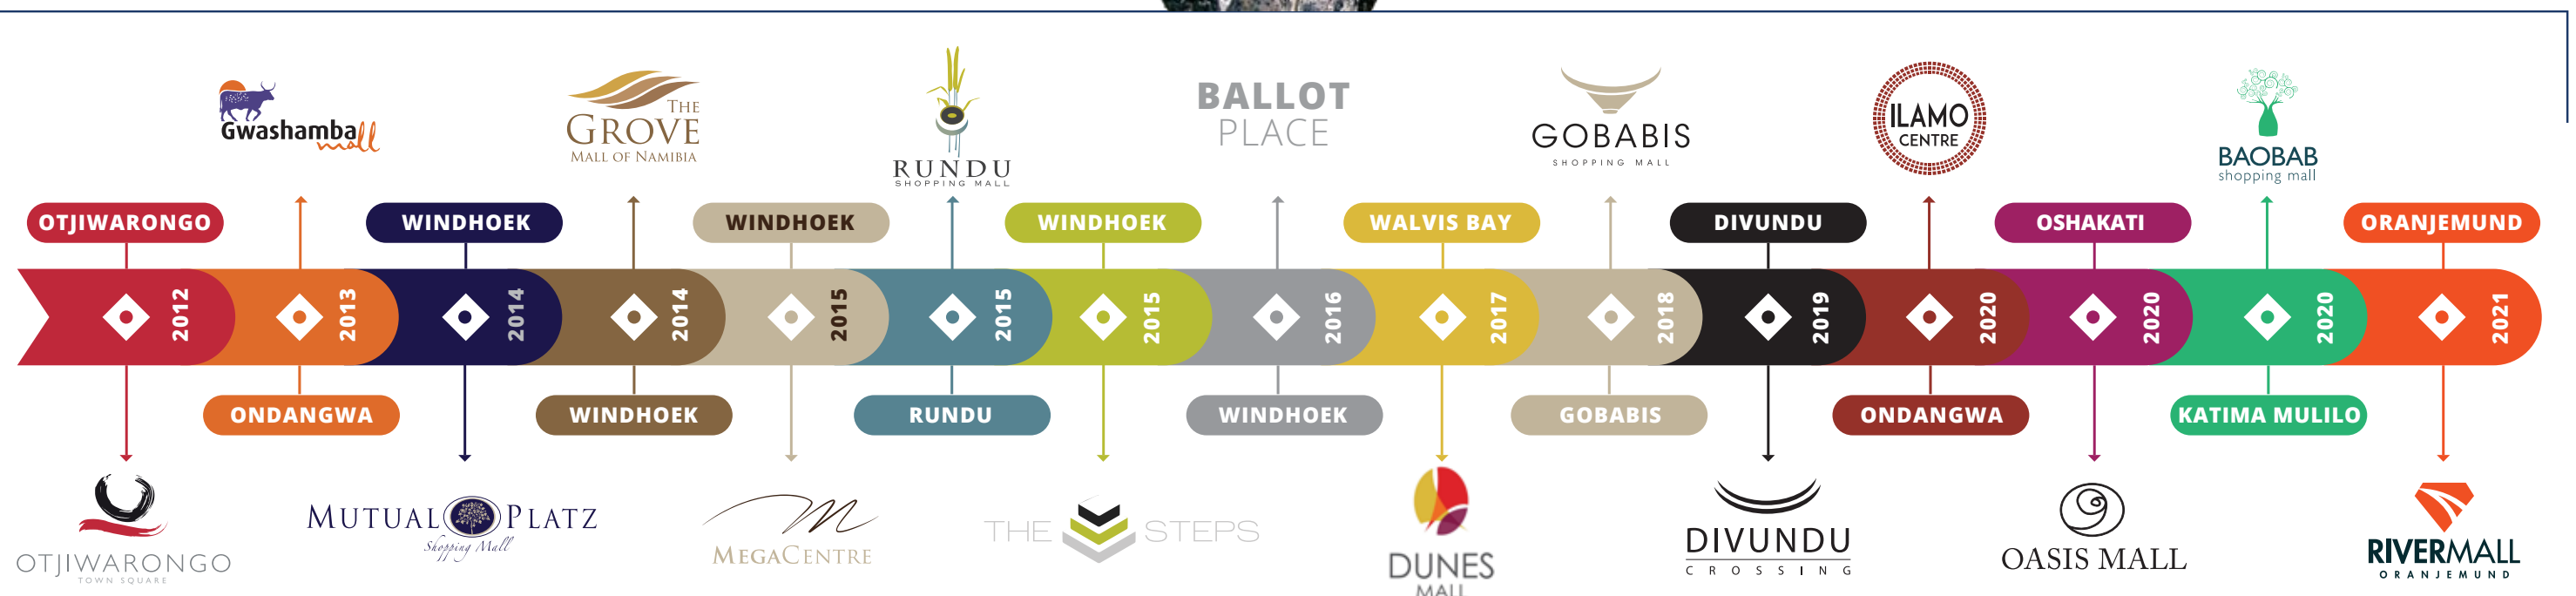 Gwashamball
mall
THE
GROVE
MALL OF NAMIBIA
RUNDU
SHOPPING MALL
BALLOT
PLACE
GOBABIS
SHOPPING MALL
ILAMO
CENTRE
BAOBAB
shopping mall
OTJIWARONGO
WINDHOEK
WINDHOEK
WINDHOEK
WALVIS BAY
DIVUNDU
OSHAKATI
ORANJEMUND
2012
2013
2014
2014
2015
2015
2015
2016
2017
2018
2019
2020
2020
2020
2021
ONDANGWA
WINDHOEK
RUNDU
WINDHOEK
GOBABIS
ONDANGWA
KATIMA MULILO
OTJIWARONGO
TOWN SQUARE
MUTUAL PLATZ
Shopping Mall
M
MEGACENTRE
THE STEPS
DUNES
MALL
DIVUNDU
CROSSING
OASIS MALL
RIVERMALL
ORANJEMUND